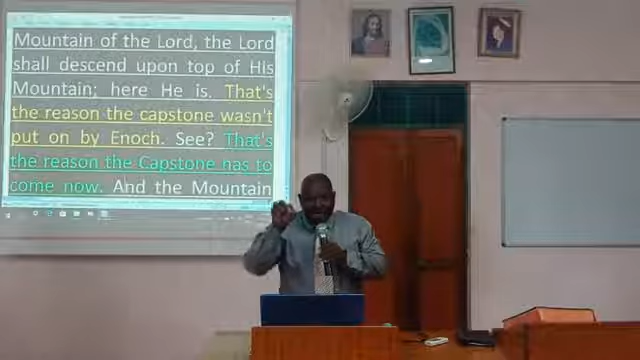 Mountain of the Lord, the Lord
shall descend upon top of His
Mountain; here He is. That's
the reason the capstone wasn't
put on by Enoch. See? That's
the reason the Capstone has to
come now. And the Mountain